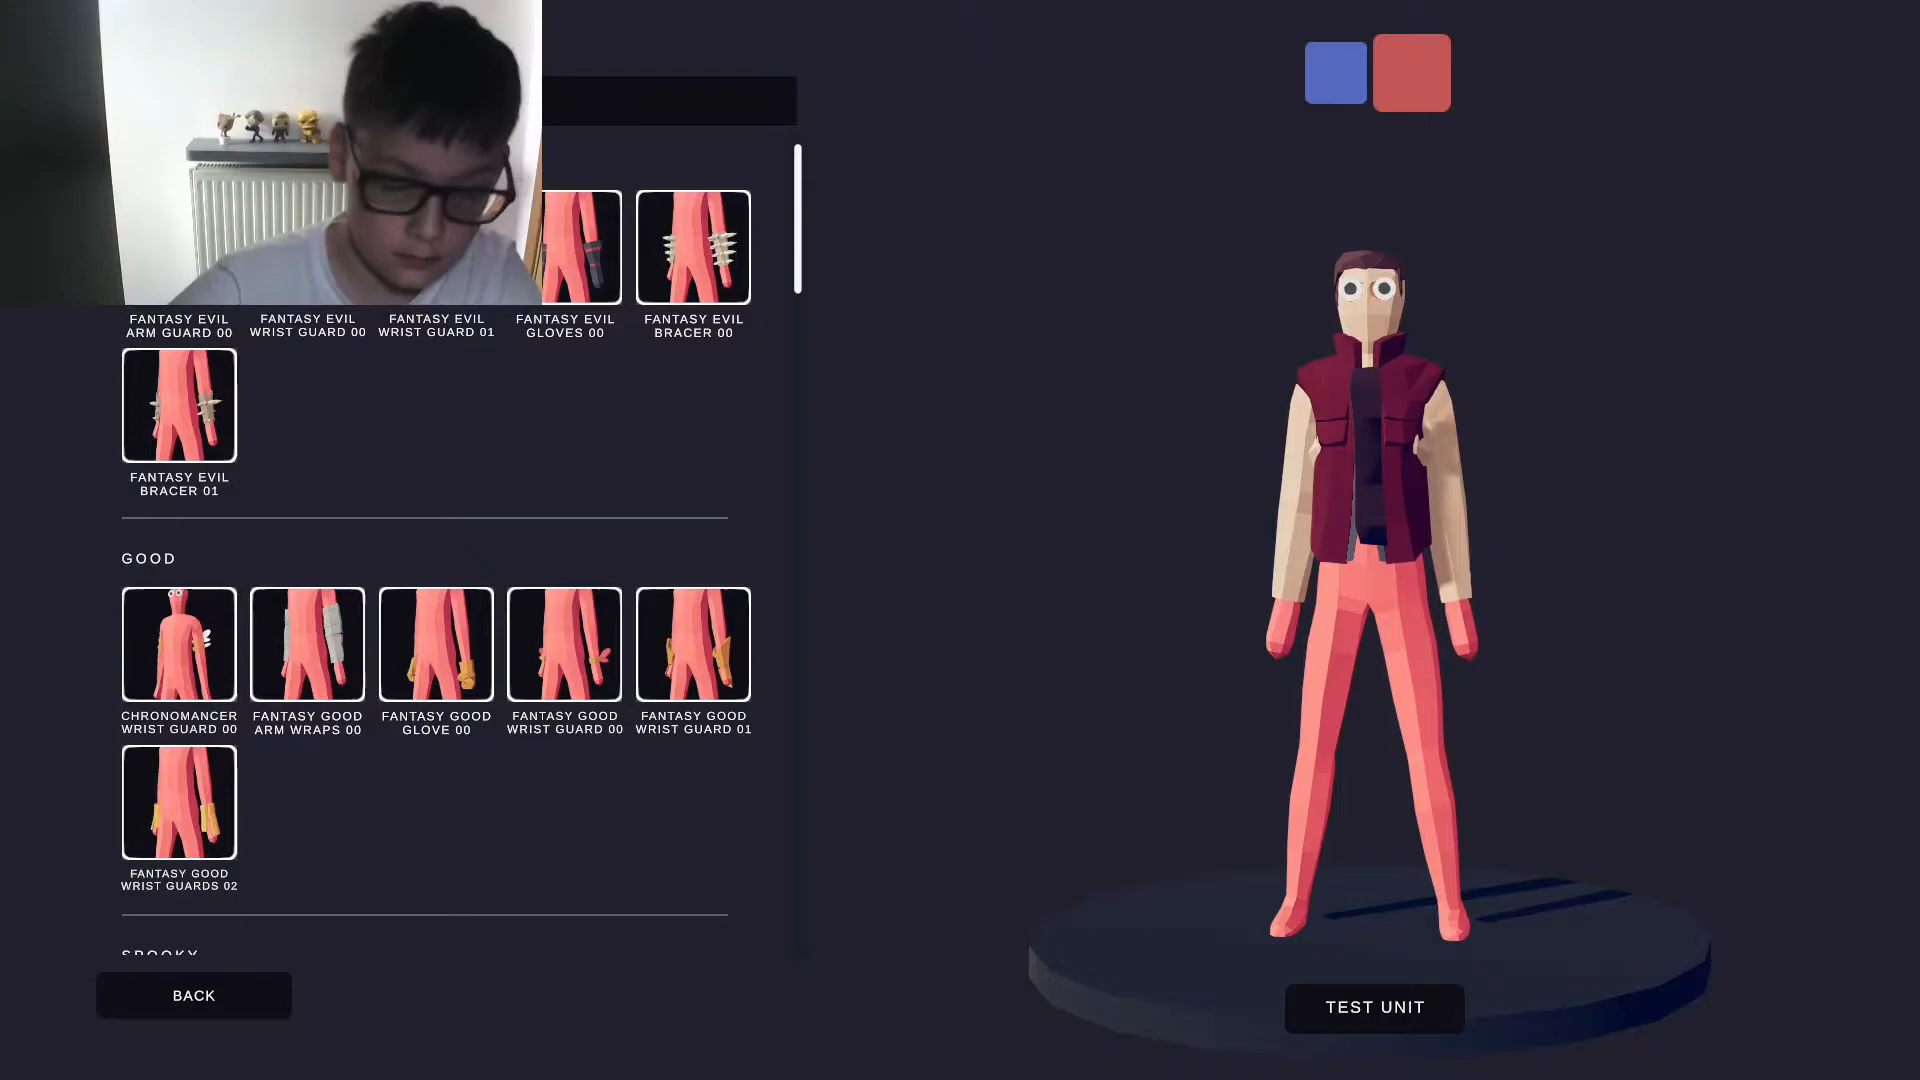 FANTASY EVIL
ARM GUARD 00
FANTASY EVIL
WRIST GUARD 00
FANTASY EVIL
WRIST GUARD 01
FANTASY EVIL
GLOVES 00
FANTASY EVIL
BRACER 00
FANTASY EVIL
BRACER 01
GOOD
CHRONOMANCER
WRIST GUARD 00
FANTASY GOOD
ARM WRAPS 00
FANTASY GOOD
GLOVE 00
FANTASY GOOD
WRIST GUARD 00
FANTASY GOOD
WRIST GUARD 01
FANTASY GOOD
WRIST GUARDS 02
SPOOKY
BACK
TEST UNIT